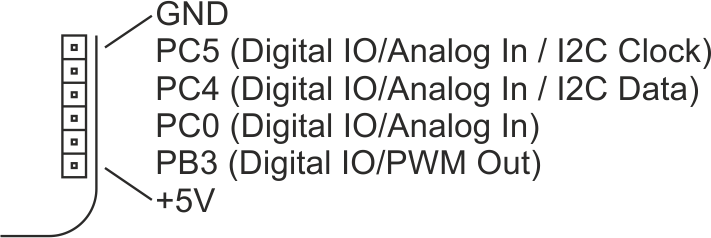 GND
PC5 (Digital IO/Analog In / I2C Clock)
PC4 (Digital IO/Analog In / I2C Data)
PC0 (Digital IO/Analog In)
PB3 (Digital IO/PWM Out)
+5V